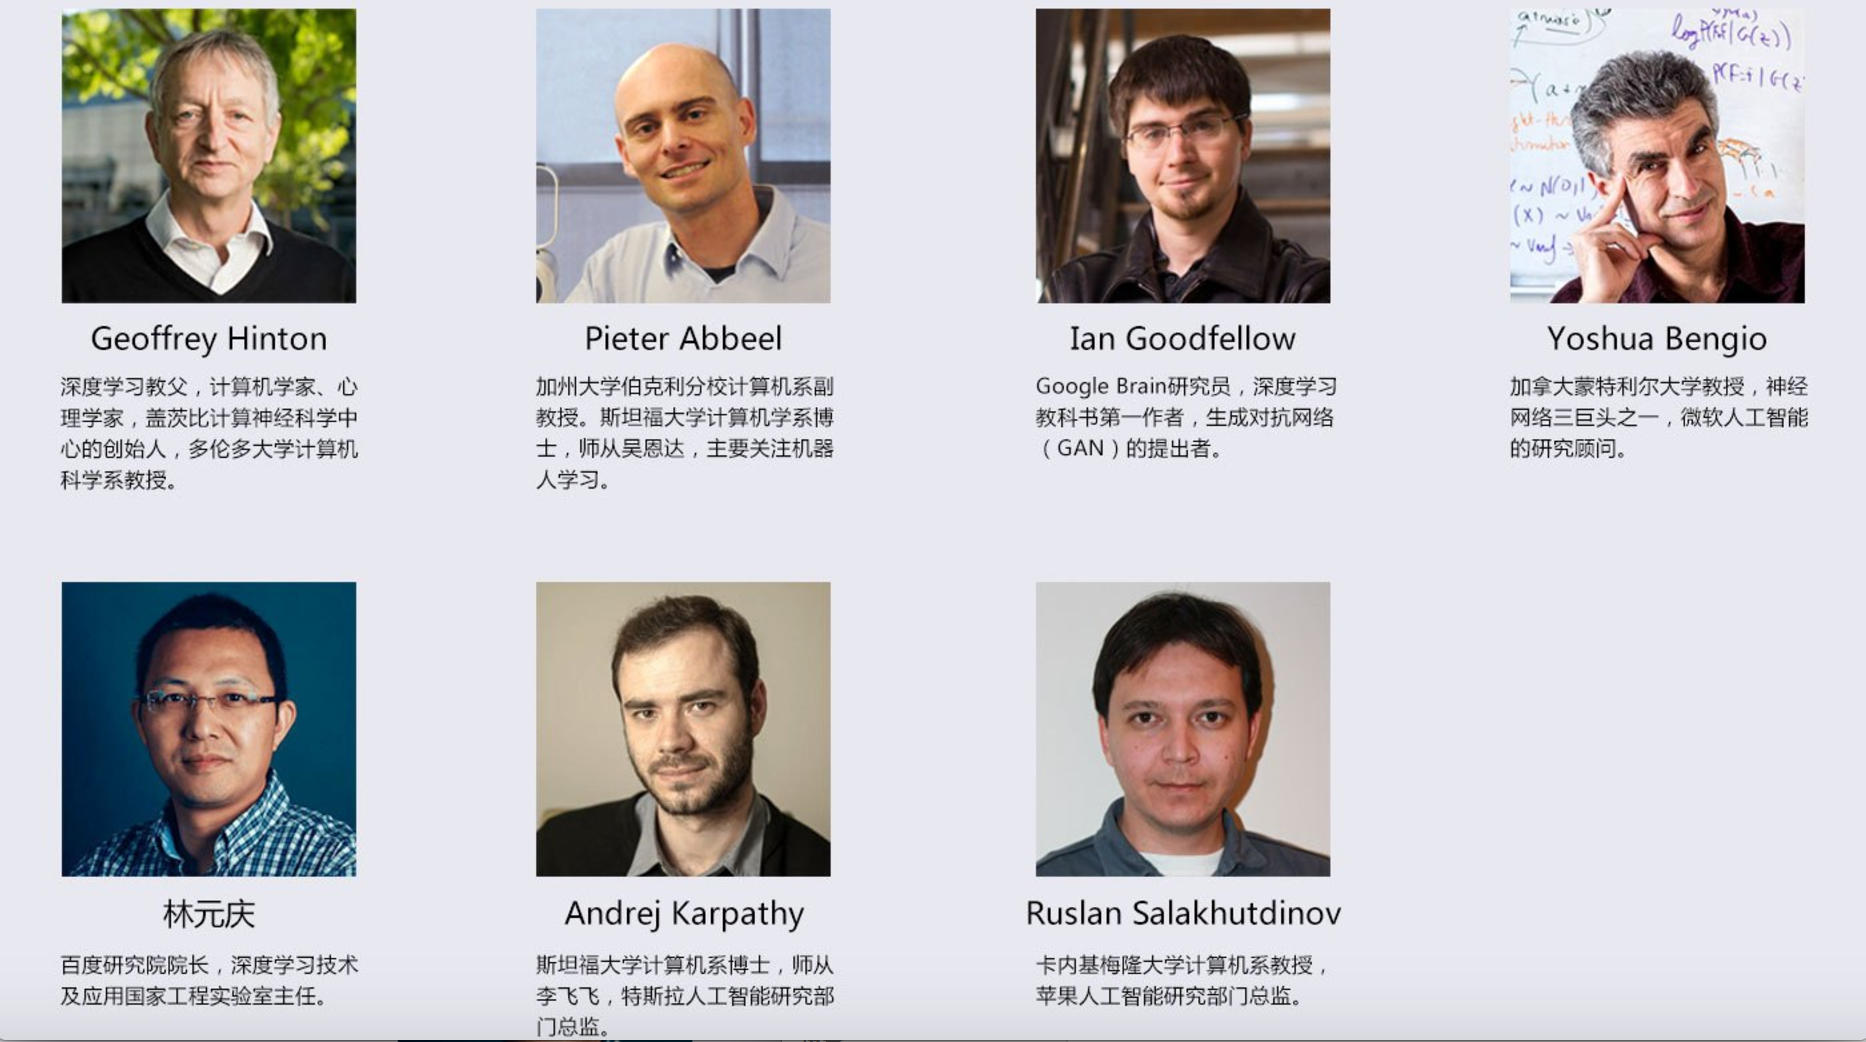 Geoffrey Hinton
深度学习教父，计算机学家、心
理学家，盖茨比计算神经科学中
心的创始人，多伦多大学计算机
科学系教授。
Pieter Abbeel
加州大学伯克利分校计算机系副
教授。斯坦福大学计算机学系博
士，师从吴恩达，主要关注机器
人学习。
Ian Goodfellow
Google Brain研究员，深度学习
教科书第一作者，生成对抗网络
（GAN）的提出者。
Yoshua Bengio
加拿大蒙特利尔大学教授，神经
网络三巨头之一，微软人工智能
的研究顾问。
林元庆
百度研究院院长，深度学习技术
及应用国家工程实验室主任。
Andrej Karpathy
斯坦福大学计算机系博士，师从
李飞飞，特斯拉人工智能研究部
门总监。
Ruslan Salakhutdinov
卡内基梅隆大学计算机系教授，
苹果人工智能研究部门总监。